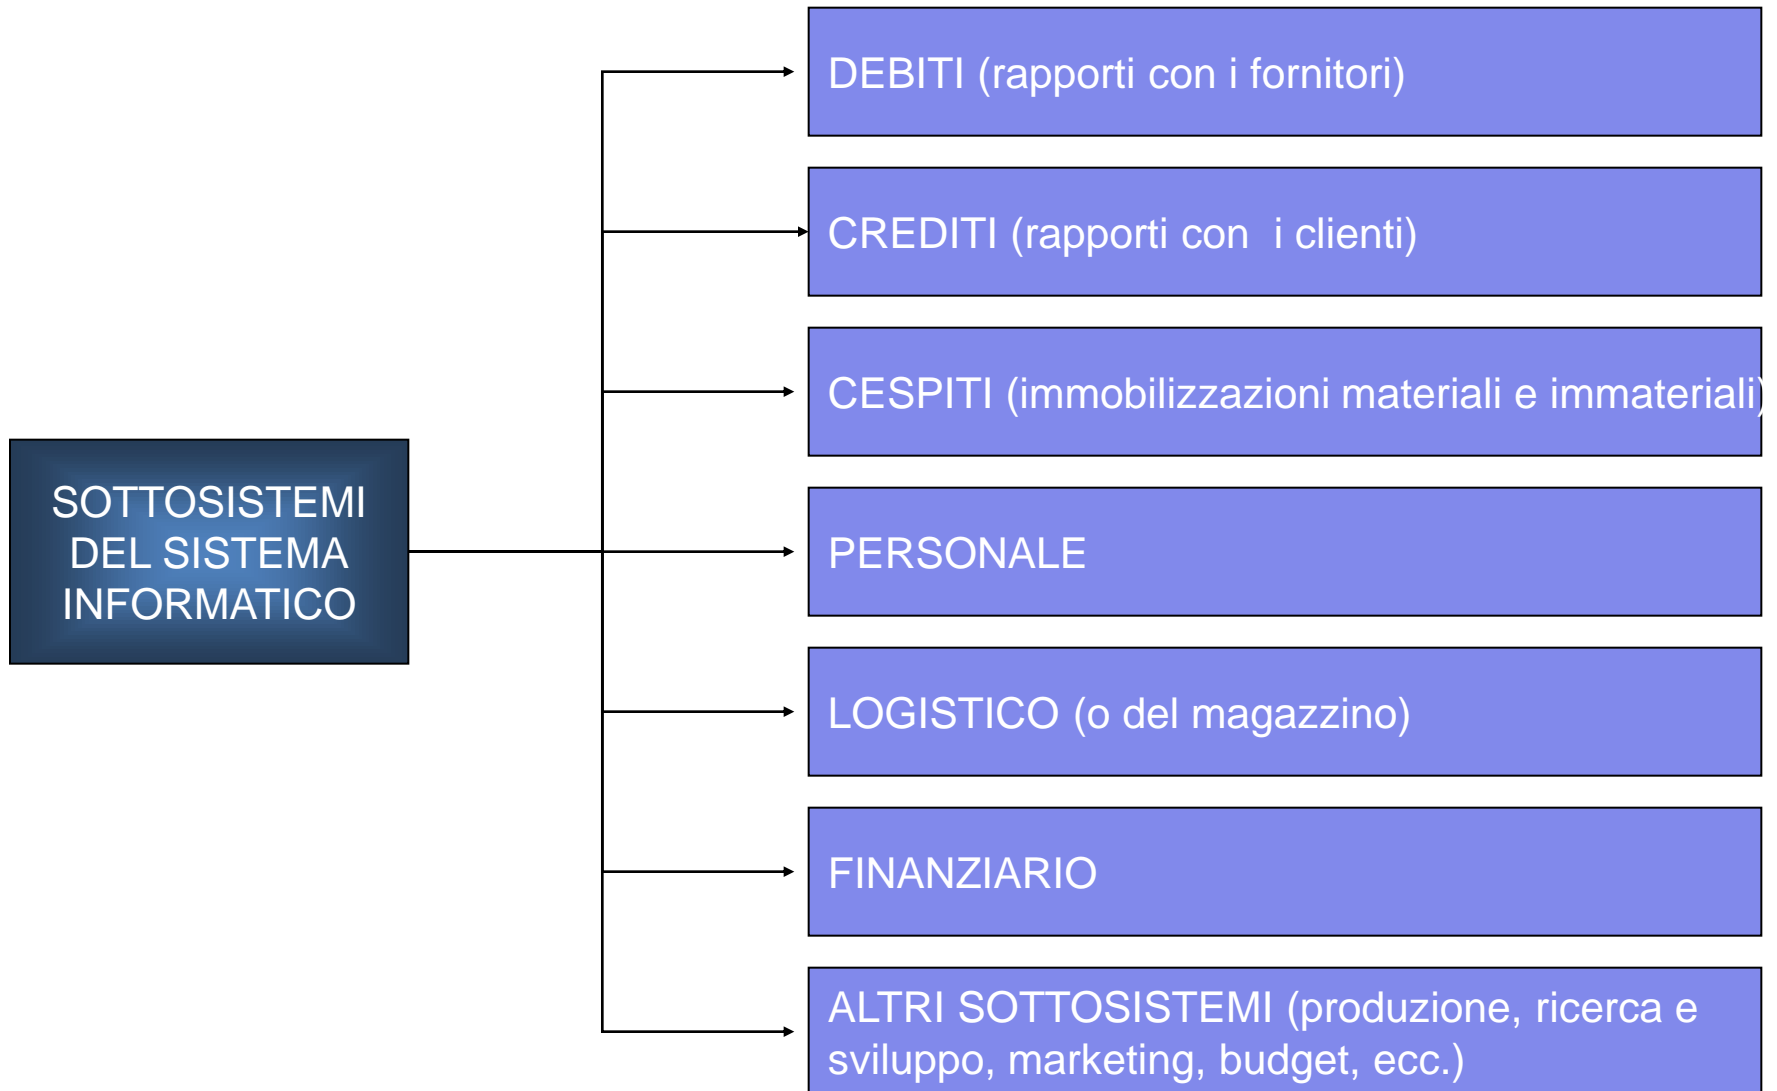 DEBITI (rapporti con i fornitori)
CREDITI (rapporti con  i clienti)
CESPITI (immobilizzazioni materiali e immateriali)
SOTTOSISTEMI
DEL SISTEMA
INFORMATICO
PERSONALE
LOGISTICO (o del magazzino)
FINANZIARIO
ALTRI SOTTOSISTEMI (produzione, ricerca e
sviluppo, marketing, budget, ecc.)